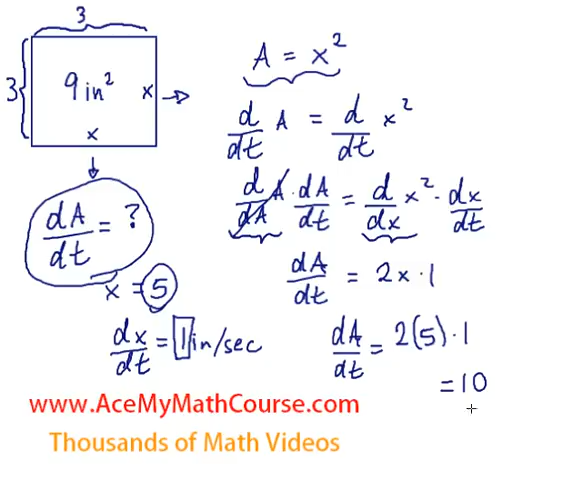 3
3
9 in²
x
x
dA/dt = ?
x = 5
dx/dt = 1 in/sec
A = x²
d/dt A = d/dt x²
d/dA A · dA/dt = d/dx x² · dx/dt
dA/dt = 2x · 1
dA/dt = 2(5) · 1
= 10
www.AceMyMathCourse.com
Thousands of Math Videos